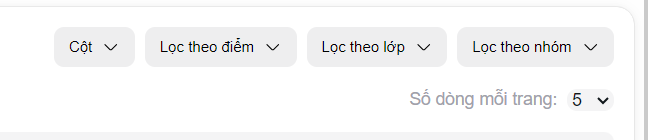 Cột Lọc theo điểm Lọc theo lớp Lọc theo nhóm
Số dòng mỗi trang: 5